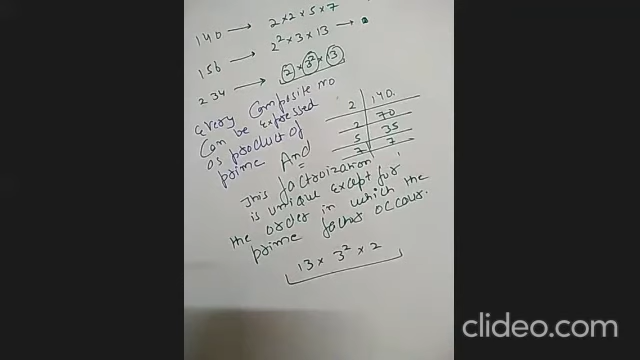 140 → 2 × 2 × 5 × 7
156 → 2² × 3 × 13 →
234 → 2 × 3² × 13
Every Composite no
Can be Expressed
as product of
prime And
2 | 140.
2 | 70
5 | 35
7 | 7
This factroization
is unique except for
the order in which the
prime factor occour.
13 × 3² × 2
clideo.com